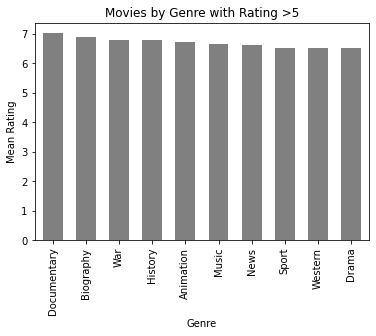 Movies by Genre with Rating >5
Mean Rating
7
6
5
4
3
2
1
0
Documentary
Biography
War
History
Animation
Music
News
Sport
Western
Drama
Genre